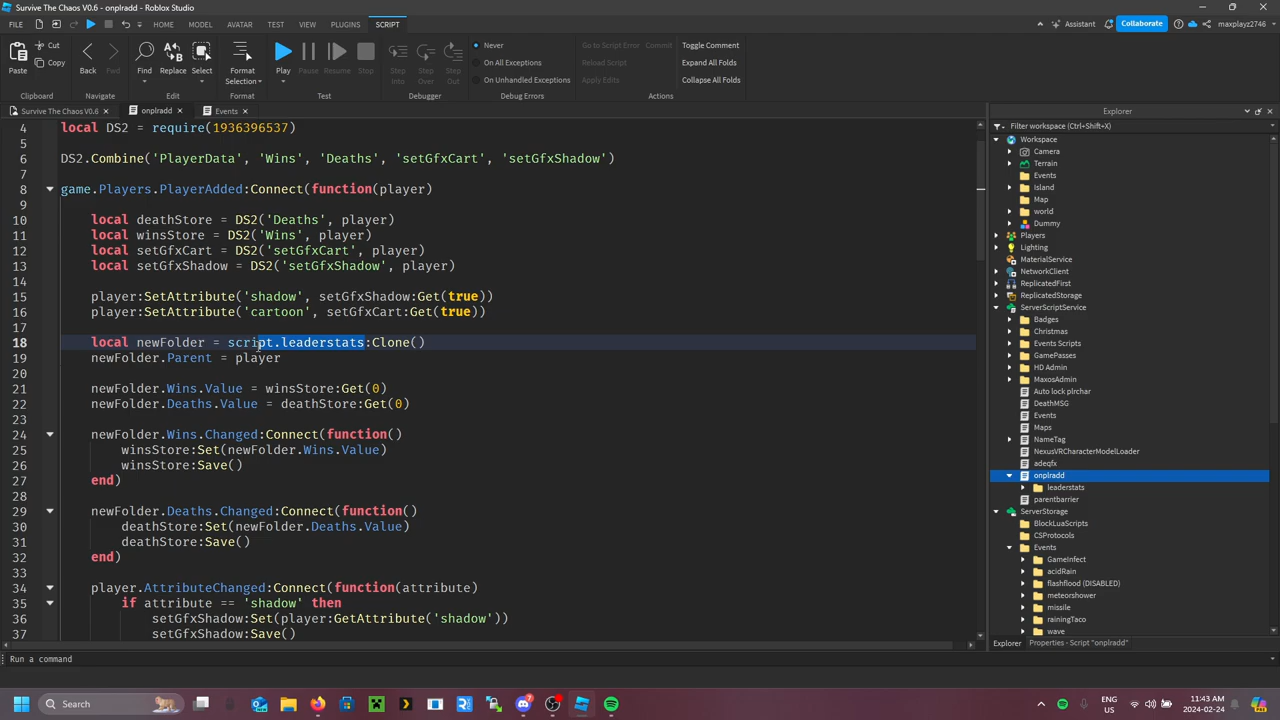 Survive The Chaos V0.6 - onplradd - Roblox Studio
FILE HOME MODEL AVATAR TEST VIEW PLUGINS SCRIPT Assistant Collaborate maxplayz2746
Paste Cut Copy Back Fwd Find Replace Select Format Selection Play Pause Resume Stop Step Into Step Over Step Out Never On All Exceptions On Unhandled Exceptions Go to Script Error Commit Reload Script Apply Edits Toggle Comment Expand All Folds Collapse All Folds
Clipboard Navigate Edit Format Test Debugger Debug Errors Actions
Survive The Chaos V0.6 onplradd Events
4 local DS2 = require(1936396537)
5
6 DS2.Combine('PlayerData', 'Wins', 'Deaths', 'setGfxCart', 'setGfxShadow')
7
8 game.Players.PlayerAdded:Connect(function(player)
9
10 local deathStore = DS2('Deaths', player)
11 local winsStore = DS2('Wins', player)
12 local setGfxCart = DS2('setGfxCart', player)
13 local setGfxShadow = DS2('setGfxShadow', player)
14
15 player:SetAttribute('shadow', setGfxShadow:Get(true))
16 player:SetAttribute('cartoon', setGfxCart:Get(true))
17
18 local newFolder = script.leaderstats:Clone()
19 newFolder.Parent = player
20
21 newFolder.Wins.Value = winsStore:Get(0)
22 newFolder.Deaths.Value = deathStore:Get(0)
23
24 newFolder.Wins.Changed:Connect(function()
25 winsStore:Set(newFolder.Wins.Value)
26 winsStore:Save()
27 end)
28
29 newFolder.Deaths.Changed:Connect(function()
30 deathStore:Set(newFolder.Deaths.Value)
31 deathStore:Save()
32 end)
33
34 player.AttributeChanged:Connect(function(attribute)
35 if attribute == 'shadow' then
36 setGfxShadow:Set(player:GetAttribute('shadow'))
37 setGfxShadow:Save()
Explorer
Filter workspace (Ctrl+Shift+X)
Workspace
Camera
Terrain
Events
Island
Map
world
Dummy
Players
Lighting
MaterialService
NetworkClient
ReplicatedFirst
ReplicatedStorage
ServerScriptService
Badges
Christmas
Events Scripts
GamePasses
HD Admin
MaxosAdmin
Auto lock plrchar
DeathMSG
Events
Maps
NameTag
NexusVRCharacterModelLoader
adeqfx
onplradd
leaderstats
parentbarrier
ServerStorage
BlockLuaScripts
CSProtocols
Events
GameInfect
acidRain
flashflood (DISABLED)
meteorshower
missile
rainingTaco
wave
Explorer Properties - Script "onplradd"
Run a command
Search
ENG
US
11:43 AM
2024-02-24